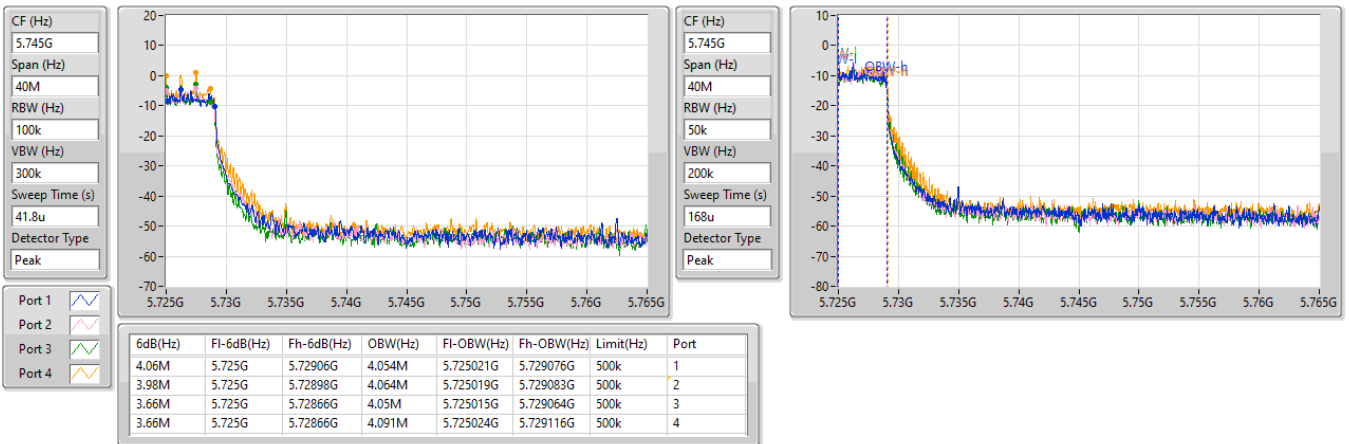 CF (Hz)
5.745G
Span (Hz)
40M
RBW (Hz)
100k
VBW (Hz)
300k
Sweep Time (s)
41.8u
Detector Type
Peak
20
10
0
-10
-20
-30
-40
-50
-60
-70
5.725G 5.73G 5.735G 5.74G 5.745G 5.75G 5.755G 5.76G 5.765G
CF (Hz)
5.745G
Span (Hz)
40M
RBW (Hz)
50k
VBW (Hz)
200k
Sweep Time (s)
168u
Detector Type
Peak
10
0
-10
-20
-30
-40
-50
-60
-70
-80
OBW-h
5.725G 5.73G 5.735G 5.74G 5.745G 5.75G 5.755G 5.76G 5.765G
Port 1
Port 2
Port 3
Port 4
6dB(Hz) Fl-6dB(Hz) Fh-6dB(Hz) OBW(Hz) Fl-OBW(Hz) Fh-OBW(Hz) Limit(Hz) Port
4.06M 5.725G 5.72906G 4.054M 5.725021G 5.729076G 500k 1
3.98M 5.725G 5.72898G 4.064M 5.725019G 5.729083G 500k 2
3.66M 5.725G 5.72866G 4.05M 5.725015G 5.729064G 500k 3
3.66M 5.725G 5.72866G 4.091M 5.725024G 5.729116G 500k 4